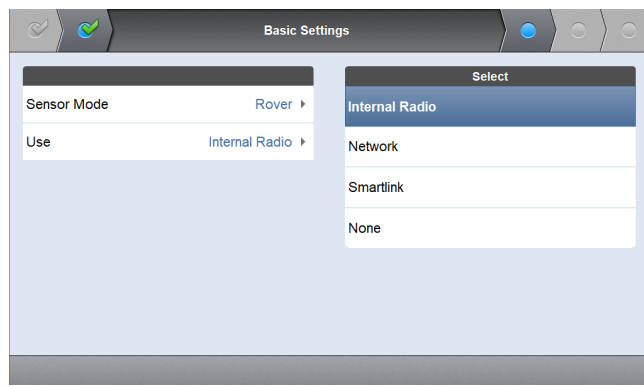 Basic Settings
Sensor Mode Rover
Use Internal Radio
Select
Internal Radio
Network
Smartlink
None